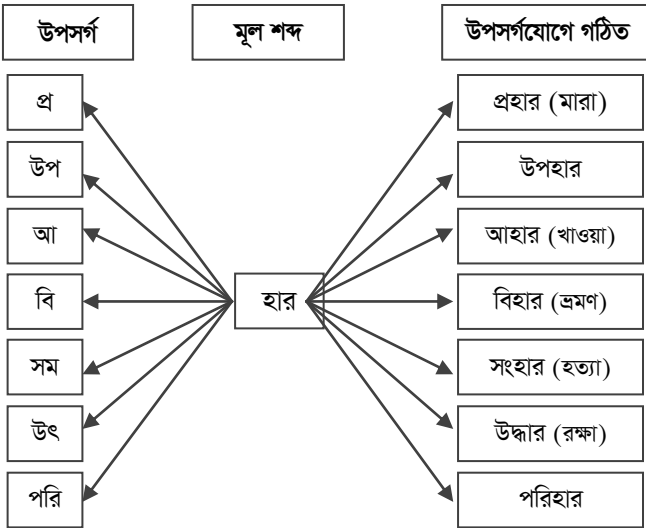 উপসর্গ মূল শব্দ উপসর্গযোগে গঠিত
প্র প্রহার (মারা)
উপ উপহার
আ আহার (খাওয়া)
বি হার বিহার (ভ্রমণ)
সম সংহার (হত্যা)
উৎ উদ্ধার (রক্ষা)
পরি পরিহার